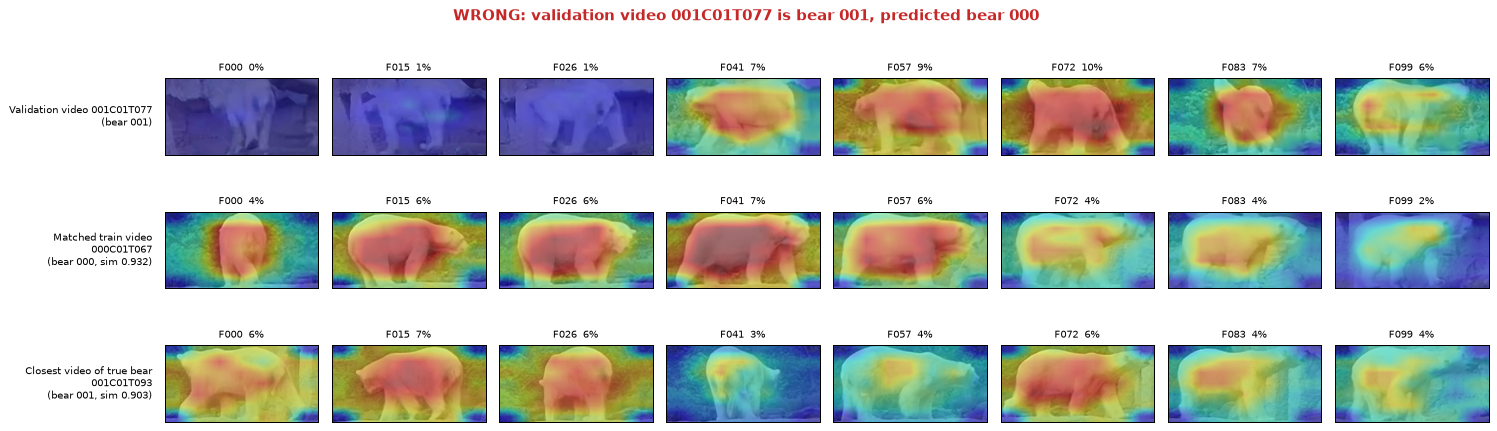 WRONG: validation video 001C01T077 is bear 001, predicted bear 000
F000 0% F015 1% F026 1% F041 7% F057 9% F072 10% F083 7% F099 6%
Validation video 001C01T077
(bear 001)
F000 4% F015 6% F026 6% F041 7% F057 6% F072 4% F083 4% F099 2%
Matched train video
000C01T067
(bear 000, sim 0.932)
F000 6% F015 7% F026 6% F041 3% F057 4% F072 6% F083 4% F099 4%
Closest video of true bear
001C01T093
(bear 001, sim 0.903)